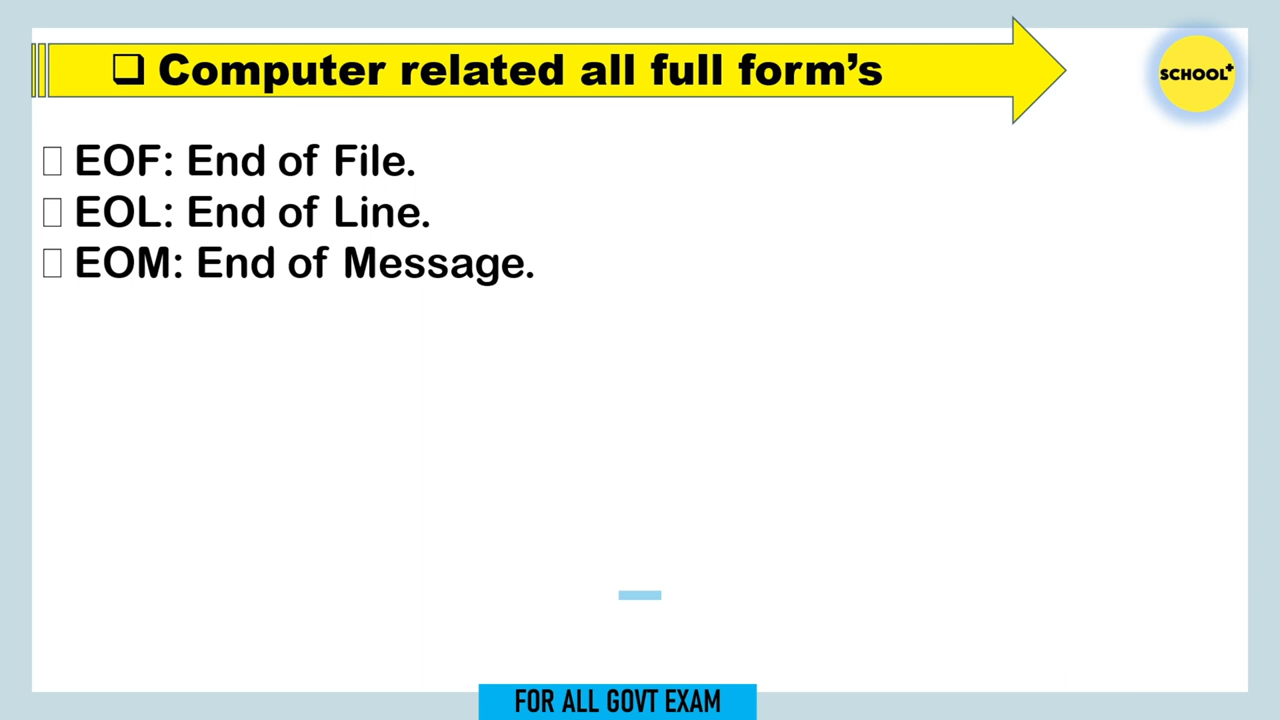 ❑ Computer related all full form’s
SCHOOL+
EOF: End of File.
EOL: End of Line.
EOM: End of Message.
FOR ALL GOVT EXAM